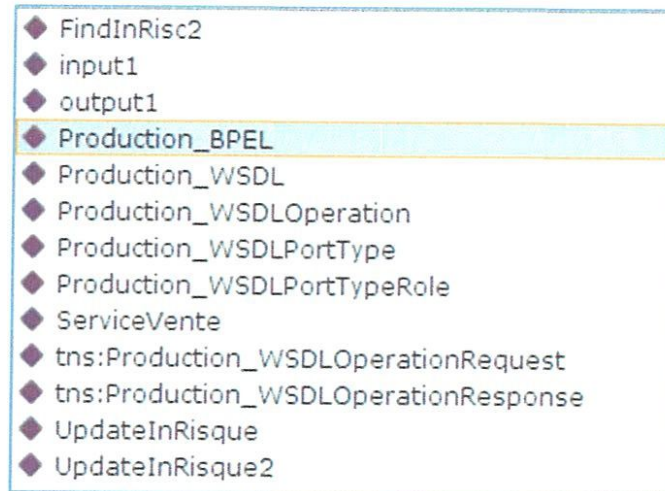 FindInRisc2
input1
output1
Production_BPEL
Production_WSDL
Production_WSDLOperation
Production_WSDLPortType
Production_WSDLPortTypeRole
ServiceVente
tns:Production_WSDLOperationRequest
tns:Production_WSDLOperationResponse
UpdateInRisque
UpdateInRisque2